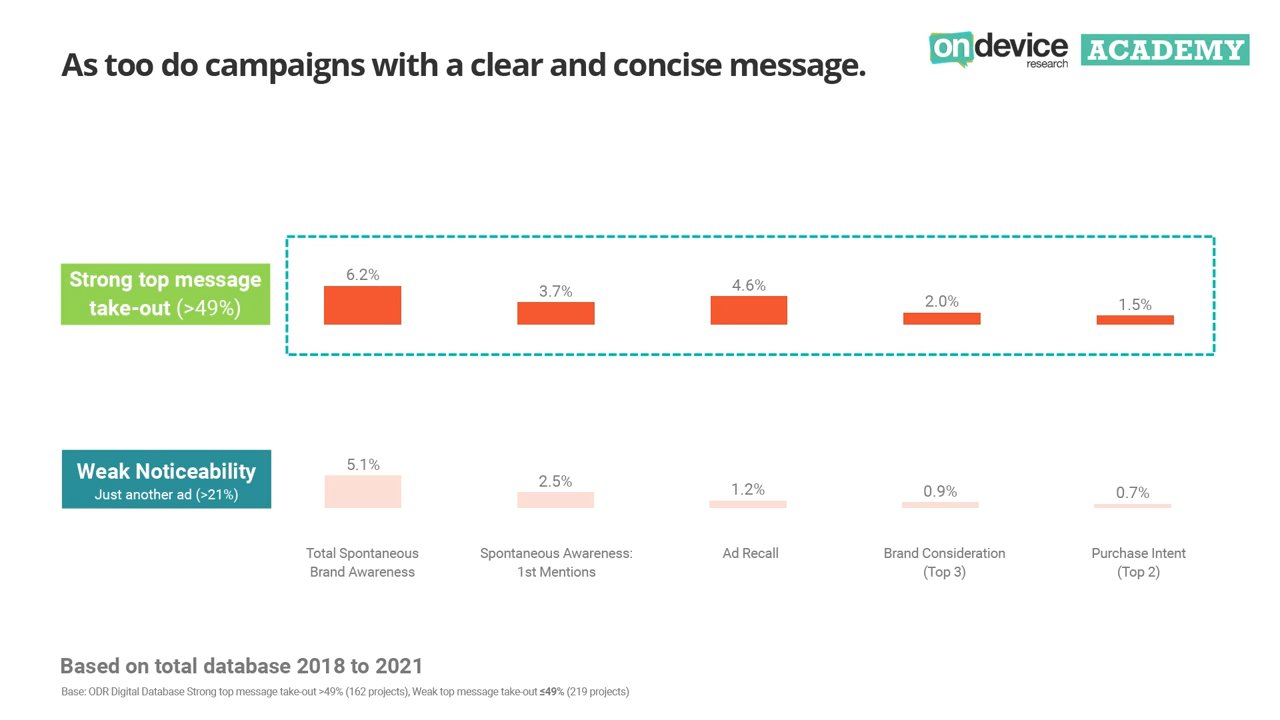 As too do campaigns with a clear and concise message.
ondevice
research
ACADEMY
Strong top message
take-out (>49%)
6.2%
3.7%
4.6%
2.0%
1.5%
Weak Noticeability
Just another ad (>21%)
5.1%
2.5%
1.2%
0.9%
0.7%
Total Spontaneous
Brand Awareness
Spontaneous Awareness:
1st Mentions
Ad Recall
Brand Consideration
(Top 3)
Purchase Intent
(Top 2)
Based on total database 2018 to 2021
Base: ODR Digital Database Strong top message take-out >49% (162 projects), Weak top message take-out ≤49% (219 projects)